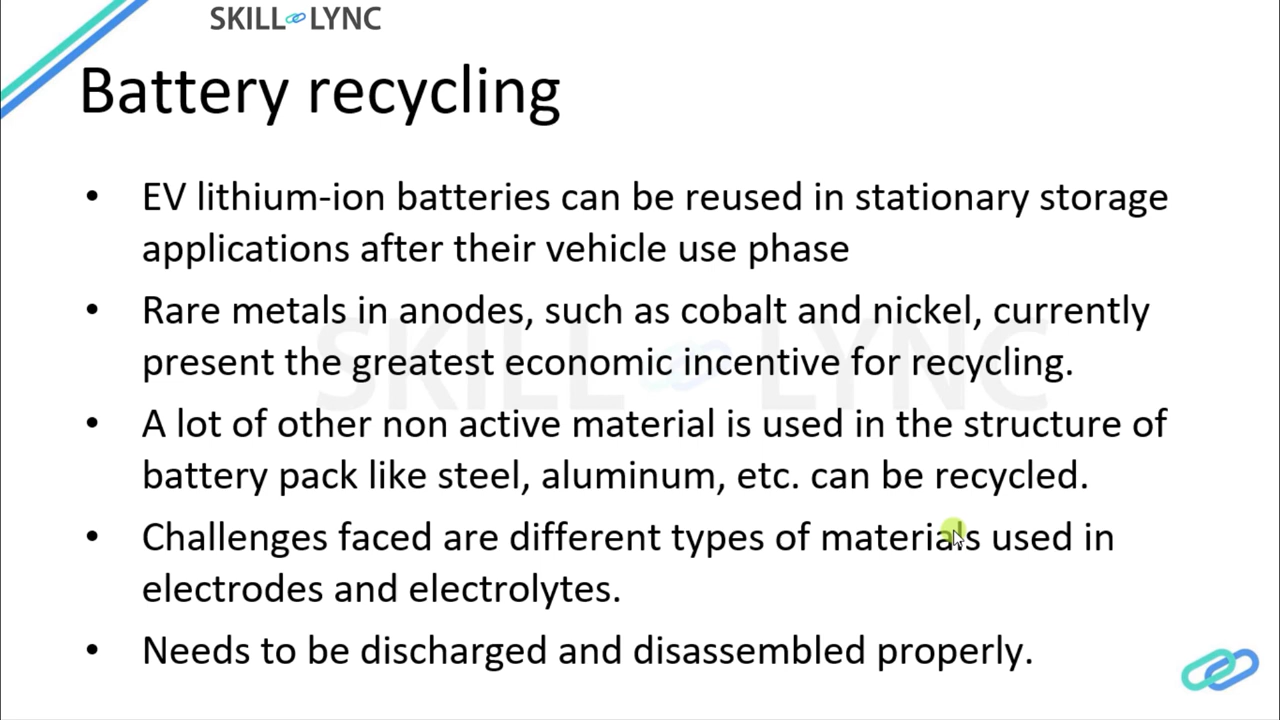 SKILL LYNC
Battery recycling
• EV lithium-ion batteries can be reused in stationary storage
applications after their vehicle use phase
• Rare metals in anodes, such as cobalt and nickel, currently
present the greatest economic incentive for recycling.
• A lot of other non active material is used in the structure of
battery pack like steel, aluminum, etc. can be recycled.
• Challenges faced are different types of materials used in
electrodes and electrolytes.
• Needs to be discharged and disassembled properly.
SKILL LYNC